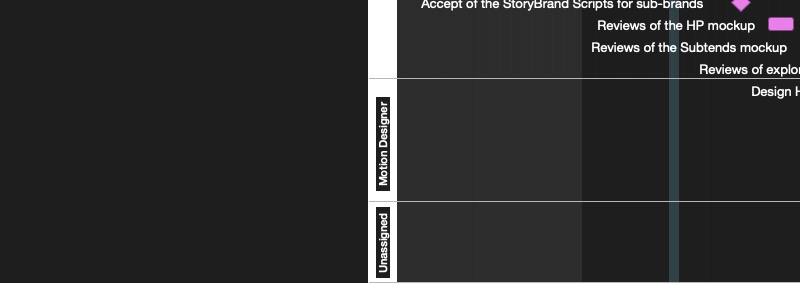 Accept of the StoryBrand Scripts for sub-brands
Reviews of the HP mockup
Reviews of the Subtends mockup
Reviews of explor
Design H
Motion Designer
Unassigned